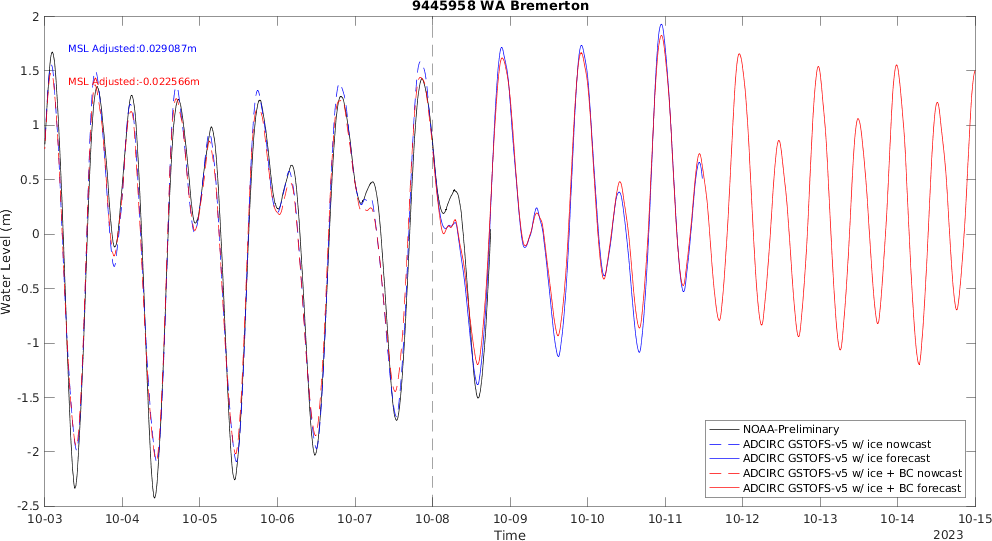 9445958 WA Bremerton
MSL Adjusted:0.029087m
MSL Adjusted:-0.022566m
Water Level (m)
2
1.5
1
0.5
0
-0.5
-1
-1.5
-2
-2.5
10-03 10-04 10-05 10-06 10-07 10-08 10-09 10-10 10-11 10-12 10-13 10-14 10-15
Time
2023
NOAA-Preliminary
ADCIRC GSTOFS-v5 w/ ice nowcast
ADCIRC GSTOFS-v5 w/ ice forecast
ADCIRC GSTOFS-v5 w/ ice + BC nowcast
ADCIRC GSTOFS-v5 w/ ice + BC forecast